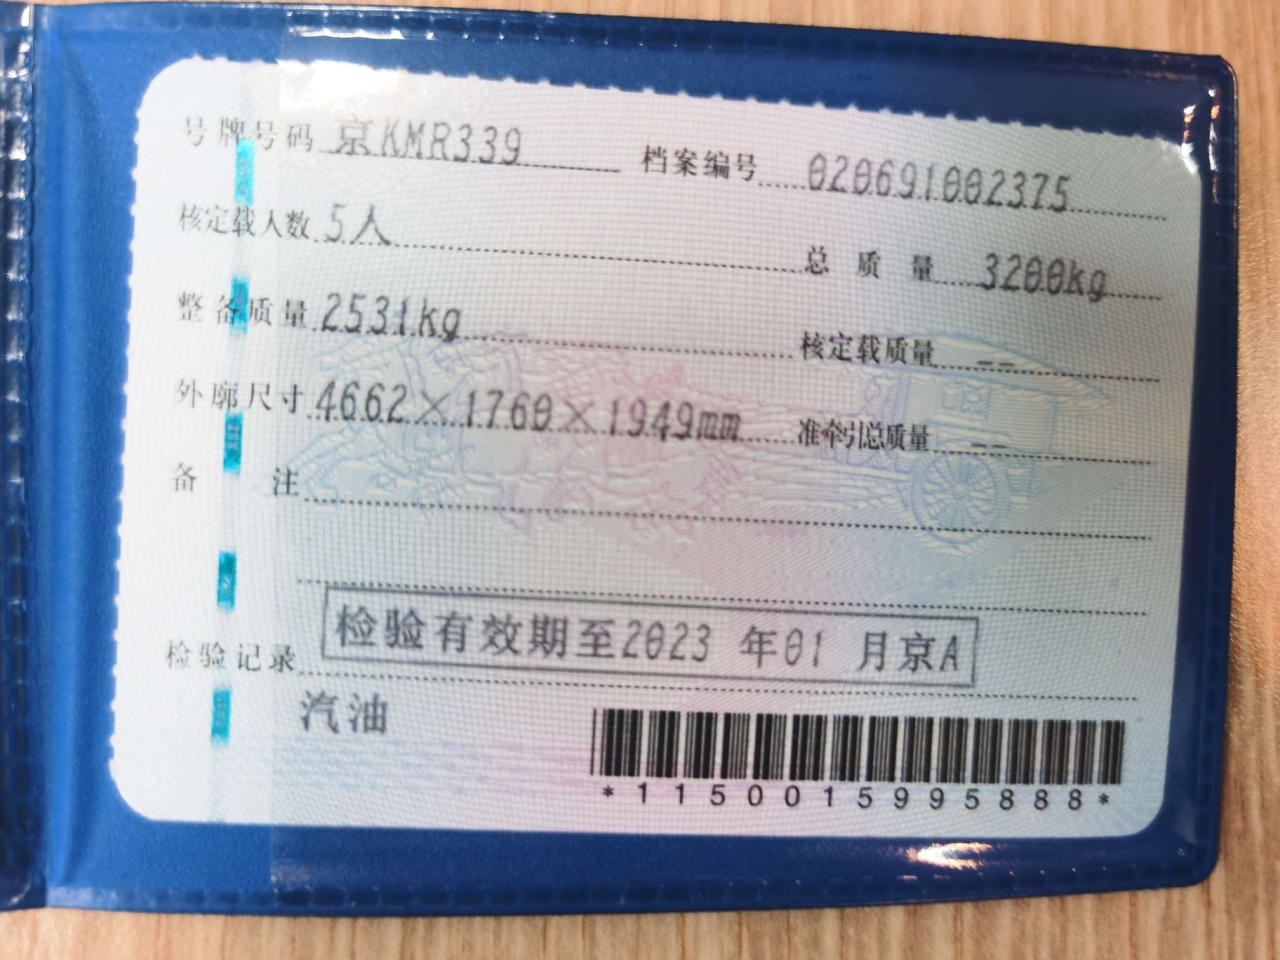 号牌号码 京KMR339 档案编号 020691002375
核定载人数 5人 总质量 3200kg
整备质量 2531kg 核定载质量 --
外廓尺寸 4662×1760×1949mm 准牵引总质量 --
备注
检验记录 检验有效期至2023 年01 月京A
汽油
*1150015995888*